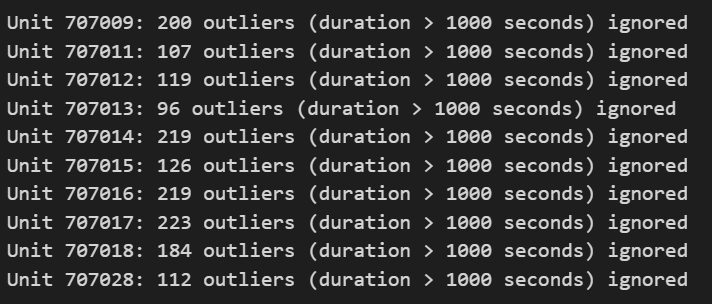 Unit 707009: 200 outliers (duration > 1000 seconds) ignored
Unit 707011: 107 outliers (duration > 1000 seconds) ignored
Unit 707012: 119 outliers (duration > 1000 seconds) ignored
Unit 707013: 96 outliers (duration > 1000 seconds) ignored
Unit 707014: 219 outliers (duration > 1000 seconds) ignored
Unit 707015: 126 outliers (duration > 1000 seconds) ignored
Unit 707016: 219 outliers (duration > 1000 seconds) ignored
Unit 707017: 223 outliers (duration > 1000 seconds) ignored
Unit 707018: 184 outliers (duration > 1000 seconds) ignored
Unit 707028: 112 outliers (duration > 1000 seconds) ignored